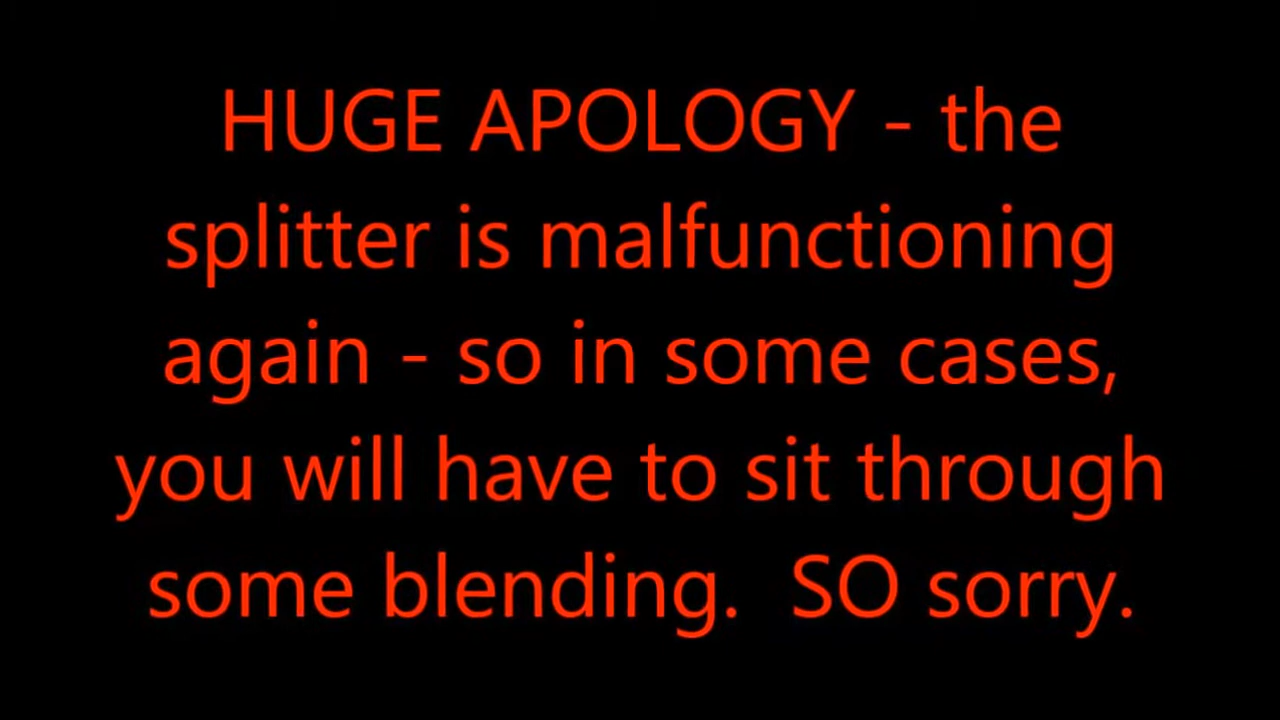 HUGE APOLOGY - the
splitter is malfunctioning
again - so in some cases,
you will have to sit through
some blending.  SO sorry.